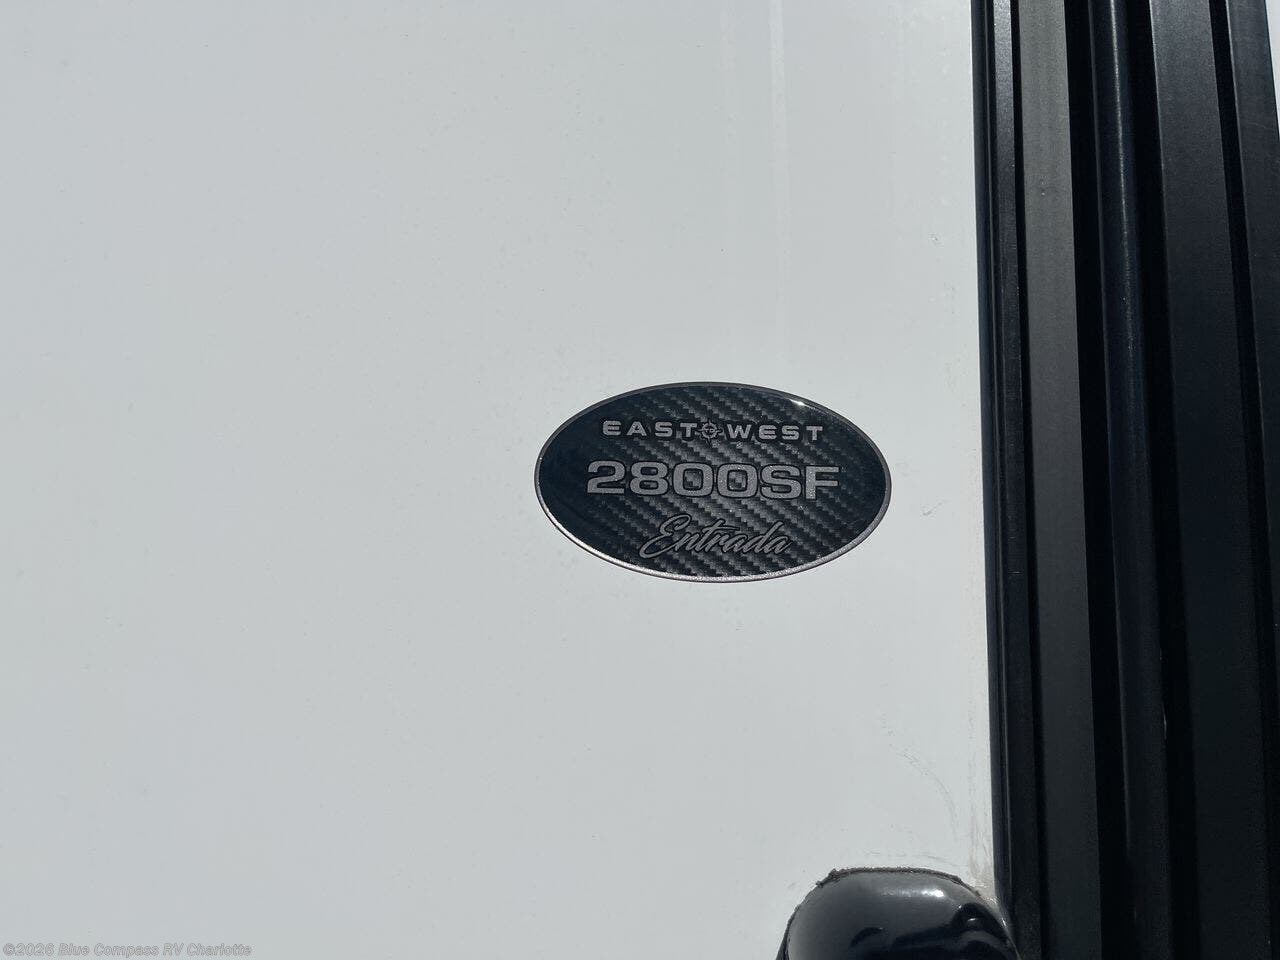 EAST WEST
2800SF
Entrada
©2026 Blue Compass RV Charlotte